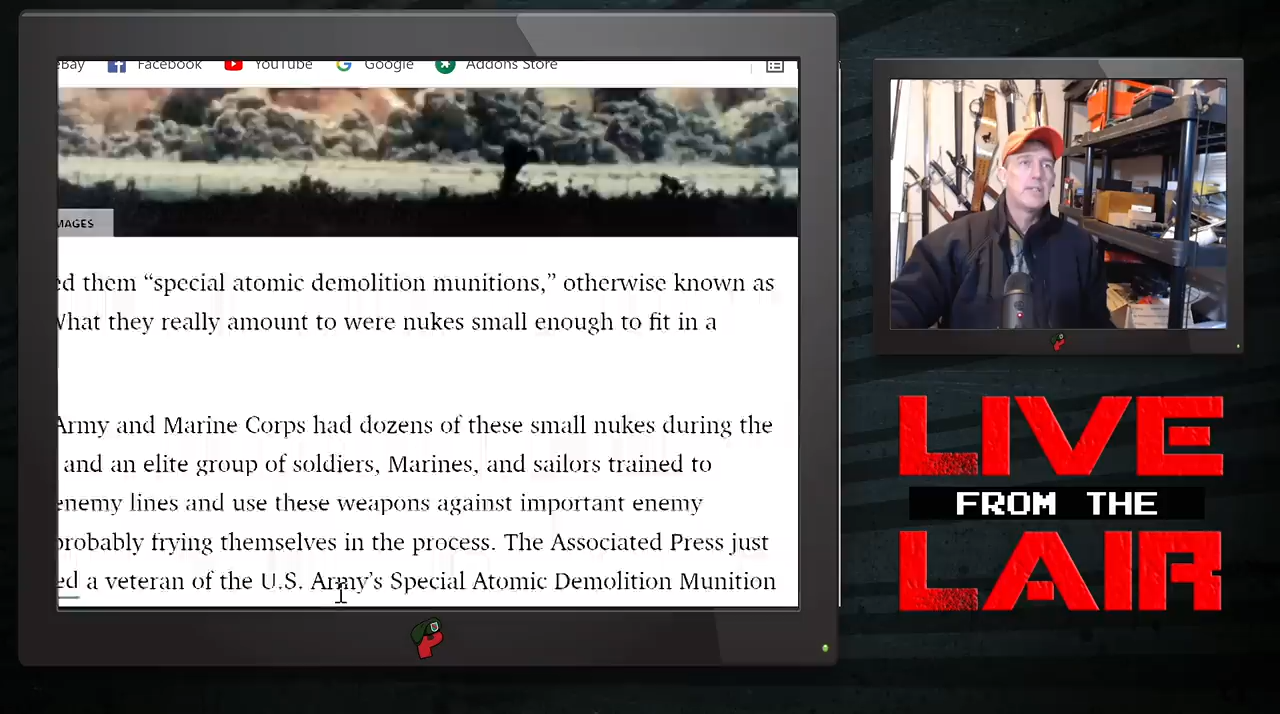 eBay Facebook YouTube Google Addons Store
MAGES
ed them “special atomic demolition munitions,” otherwise known as
What they really amount to were nukes small enough to fit in a
Army and Marine Corps had dozens of these small nukes during the
and an elite group of soldiers, Marines, and sailors trained to
enemy lines and use these weapons against important enemy
probably frying themselves in the process. The Associated Press just
ed a veteran of the U.S. Army’s Special Atomic Demolition Munition
LIVE
FROM THE
LAIR